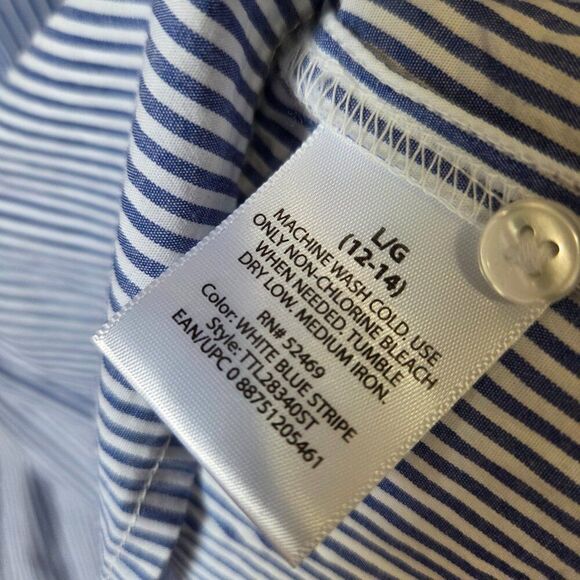 L/G
(12-14)
MACHINE WASH COLD. USE
ONLY NON-CHLORINE BLEACH
WHEN NEEDED. TUMBLE
DRY LOW. MEDIUM IRON.
RN# 52469
Color: WHITE BLUE STRIPE
Style: TTL28340ST
EAN/UPC 0 88751205461